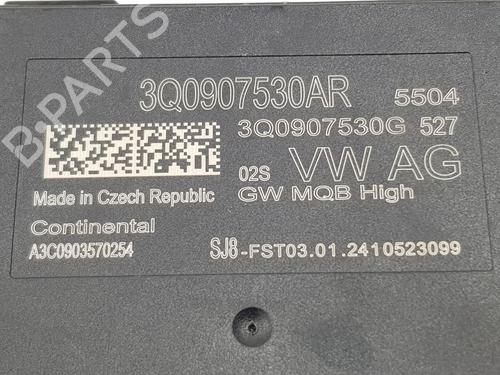 3Q0907530AR 5504
3Q0907530G 527
02S VW AG
Made in Czech Republic GW MQB High
Continental
A3C0903570254 SJ8-FST03.01.2410523099
B-PARTS